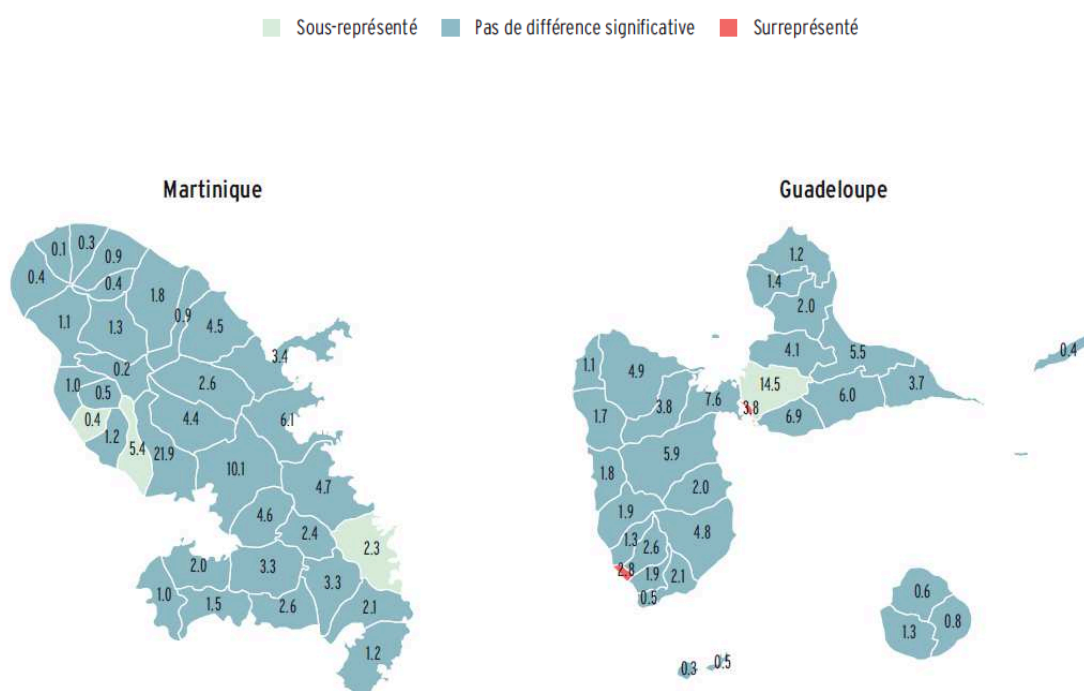 Sous-représenté Pas de différence significative Surreprésenté
Martinique Guadeloupe
0.1 0.3 0.9 0.4 0.4 1.8 0.9 4.5
1.1 1.3 3.4
0.2 2.6
1.0 0.5
0.4 1.2 5.4 4.4 6.1
21.9 10.1 4.7
4.6 2.4 2.3
2.0 3.3 3.3
1.0 1.5 2.6 2.1
1.2
1.2
1.4
2.0
4.1 5.5 0.4
1.1 4.9 14.5 3.7
1.7 3.8 7.6 3.8 6.9 6.0
5.9
1.8 2.0
1.9 4.8
1.3 2.6
2.8 1.9 2.1
0.5
0.6
1.3 0.8
0.3 0.5